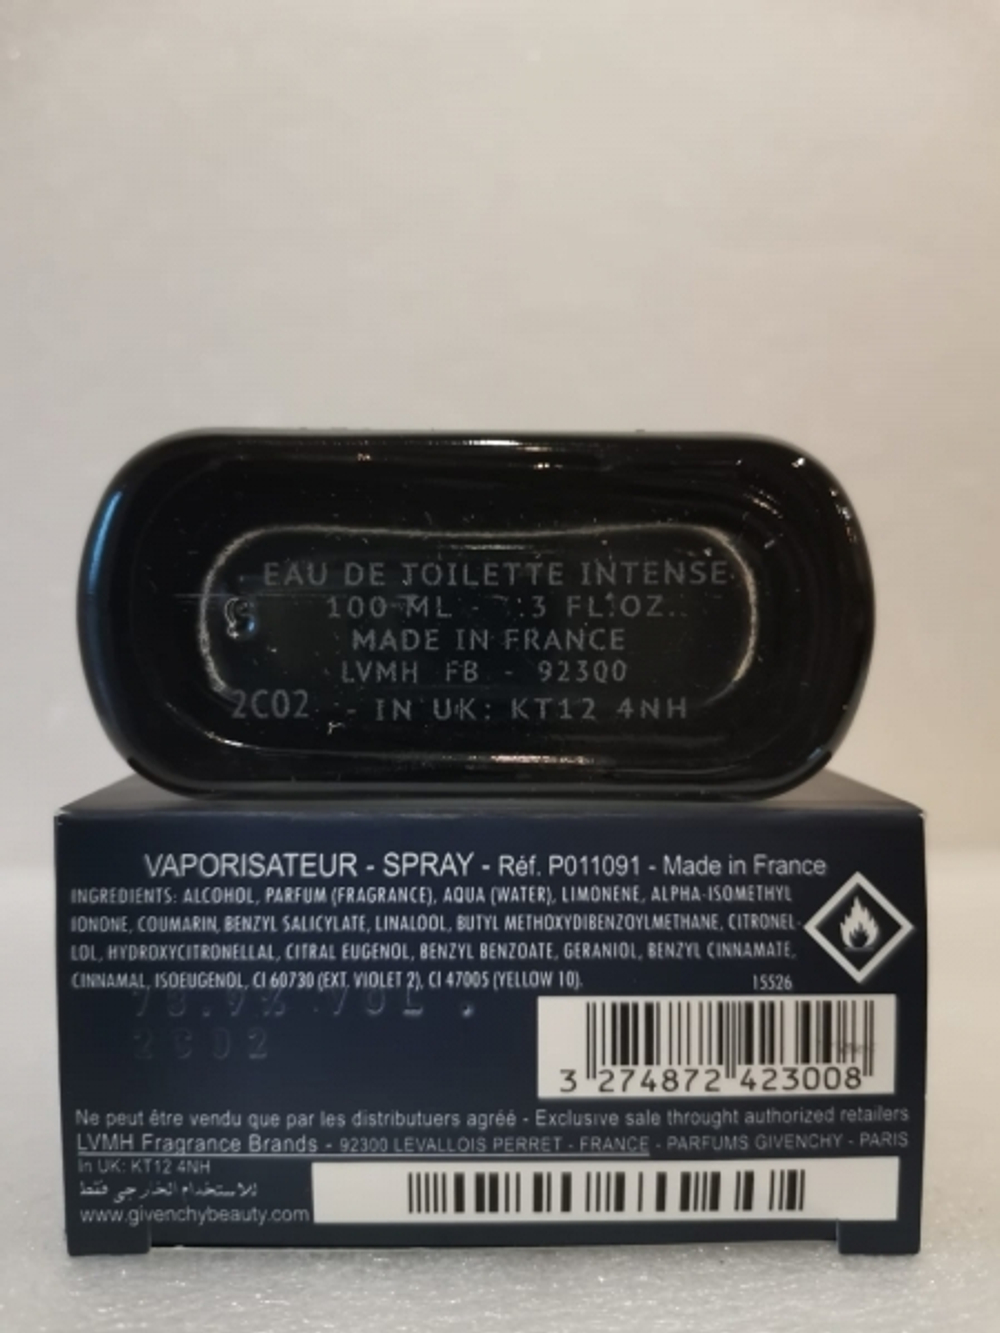 EAU DE TOILETTE INTENSE
100 ML - .3 FL.OZ.
MADE IN FRANCE
LVMH FB - 92300
2C02 - IN UK: KT12 4NH
VAPORISATEUR - SPRAY - Réf. P011091 - Made in France
INGREDIENTS: ALCOHOL, PARFUM (FRAGRANCE), AQUA (WATER), LIMONENE, ALPHA-ISOMETHYL
IONONE, COUMARIN, BENZYL SALICYLATE, LINALOOL, BUTYL METHOXYDIBENZOYLMETHANE, CITRONEL-
LOL, HYDROXYCITRONELLAL, CITRAL EUGENOL, BENZYL BENZOATE, GERANIOL, BENZYL CINNAMATE,
CINNAMAL, ISOEUGENOL, CI 60730 (EXT. VIOLET 2), CI 47005 (YELLOW 10).
15526
VOL.
2C02
3 274872 423008
Ne peut être vendu que par les distributuers agréé - Exclusive sale throught authorized retailers
LVMH Fragrance Brands - 92300 LEVALLOIS PERRET - FRANCE - PARFUMS GIVENCHY - PARIS
In UK: KT12 4NH
للاستخدام الخارجي فقط
www.givenchybeauty.com